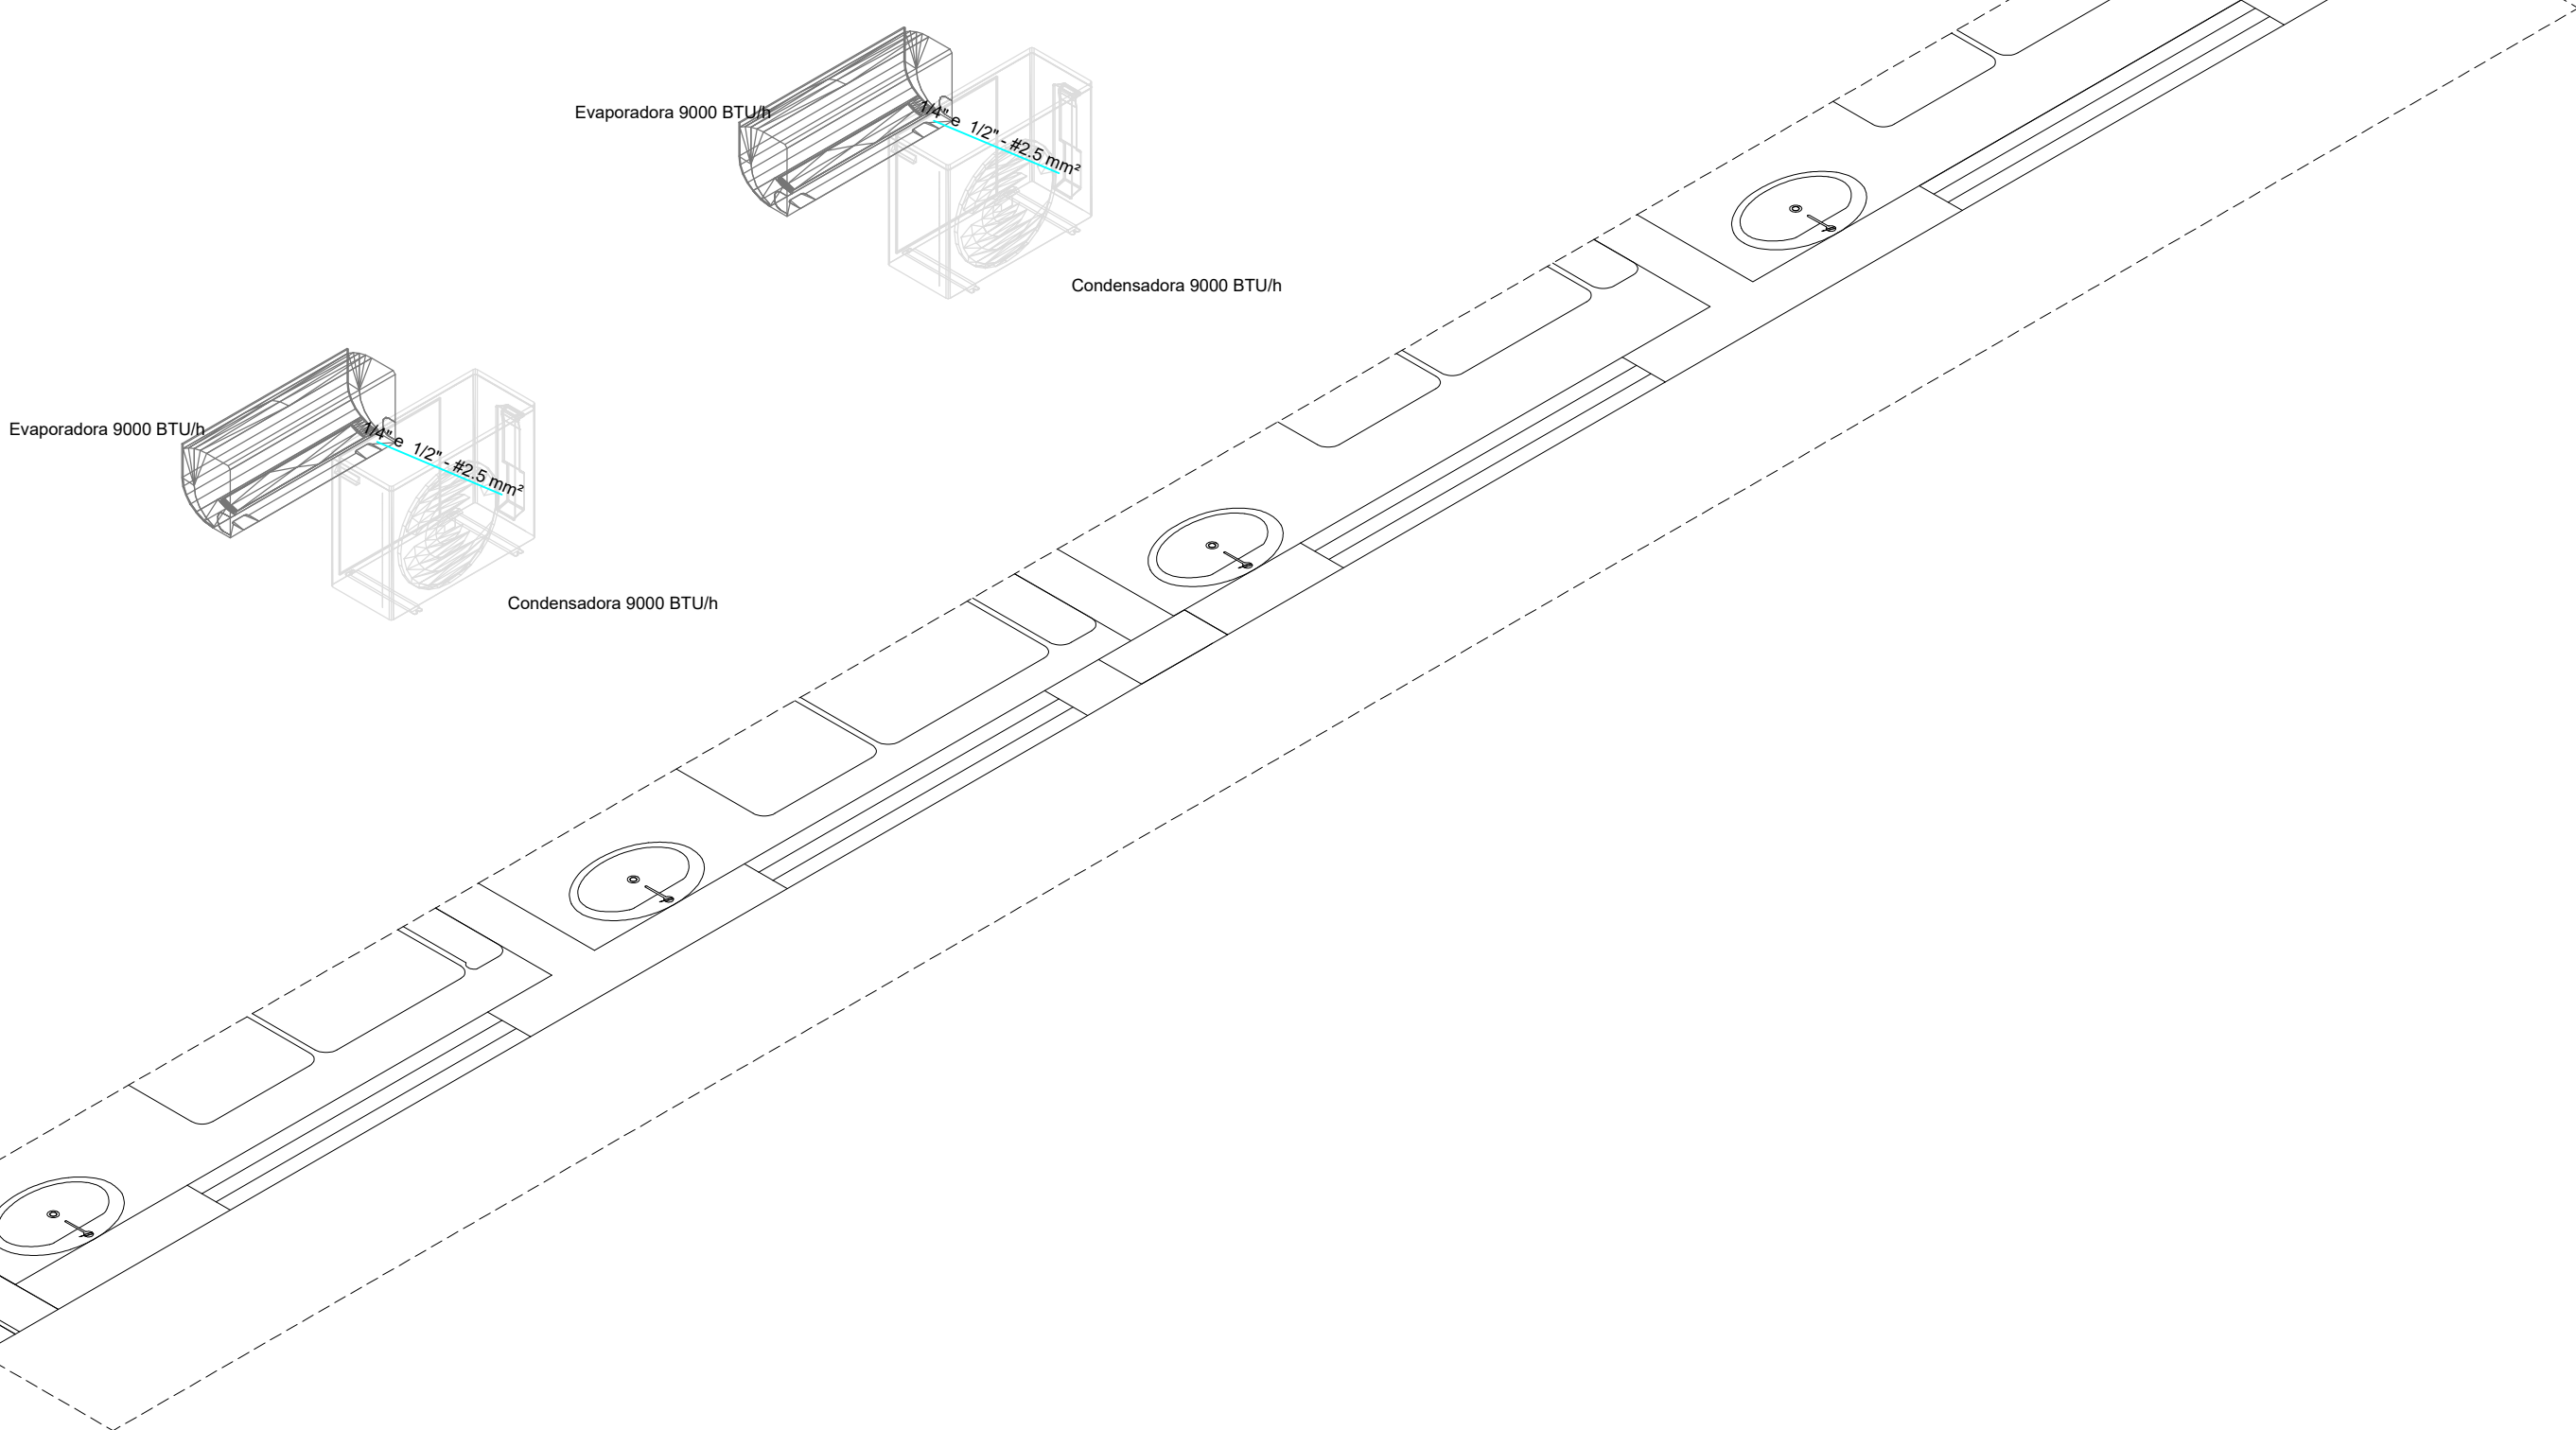 Evaporadora 9000 BTU/h
1/4" e 1/2" - #2.5 mm²
Condensadora 9000 BTU/h
Evaporadora 9000 BTU/h
1/4" e 1/2" - #2.5 mm²
Condensadora 9000 BTU/h